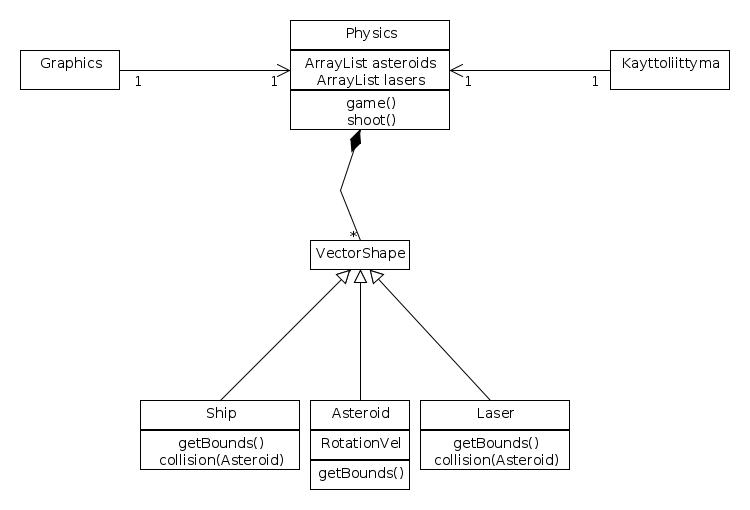 Physics
Graphics
ArrayList asteroids
ArrayList lasers
Kayttoliittyma
1
1
1
1
game()
shoot()
*
VectorShape
Ship
getBounds()
collision(Asteroid)
Asteroid
RotationVel
getBounds()
Laser
getBounds()
collision(Asteroid)